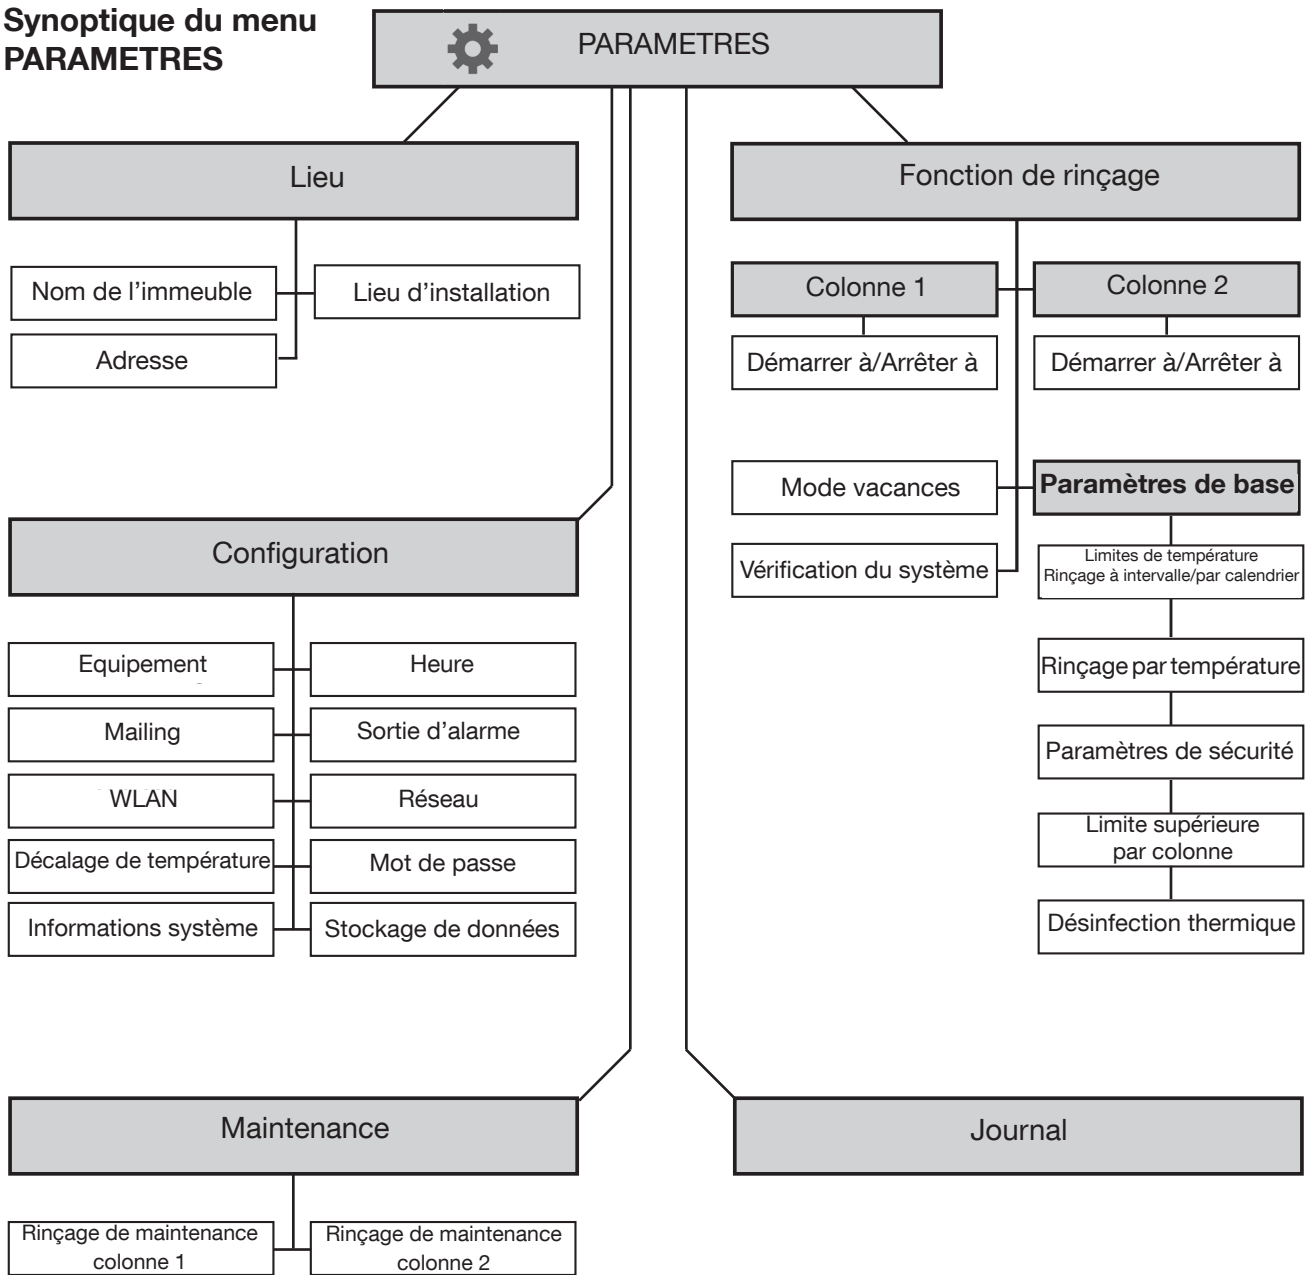 Synoptique du menu
PARAMETRES
PARAMETRES
Lieu
Nom de l'immeuble
Lieu d'installation
Adresse
Fonction de rinçage
Colonne 1
Colonne 2
Démarrer à/Arrêter à
Démarrer à/Arrêter à
Mode vacances
Paramètres de base
Vérification du système
Limites de température
Rinçage à intervalle/par calendrier
Rinçage par température
Paramètres de sécurité
Limite supérieure
par colonne
Désinfection thermique
Configuration
Equipement
Heure
Mailing
Sortie d'alarme
WLAN
Réseau
Décalage de température
Mot de passe
Informations système
Stockage de données
Maintenance
Rinçage de maintenance
colonne 1
Rinçage de maintenance
colonne 2
Journal